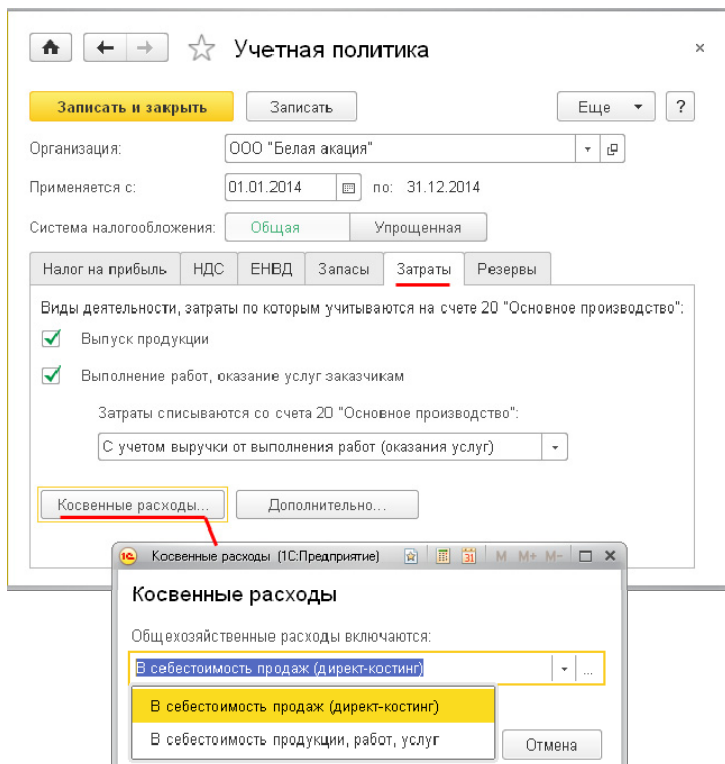 Учетная политика
Записать и закрыть Записать Еще ?
Организация: ООО "Белая акация"
Применяется с: 01.01.2014 по: 31.12.2014
Система налогообложения: Общая Упрощенная
Налог на прибыль НДС ЕНВД Запасы Затраты Резервы
Виды деятельности, затраты по которым учитываются на счете 20 "Основное производство":
Выпуск продукции
Выполнение работ, оказание услуг заказчикам
Затраты списываются со счета 20 "Основное производство":
С учетом выручки от выполнения работ (оказания услуг)
Косвенные расходы... Дополнительно...
1С Косвенные расходы (1С:Предприятие) 31 M M+ M-
Косвенные расходы
Общехозяйственные расходы включаются:
В себестоимость продаж (директ-костинг) ...
В себестоимость продаж (директ-костинг)
В себестоимость продукции, работ, услуг
Отмена